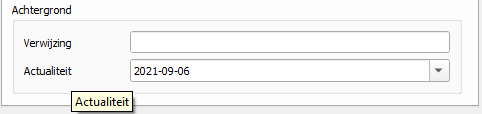 Achtergrond
Verwijzing
Actualiteit 2021-09-06
Actualiteit